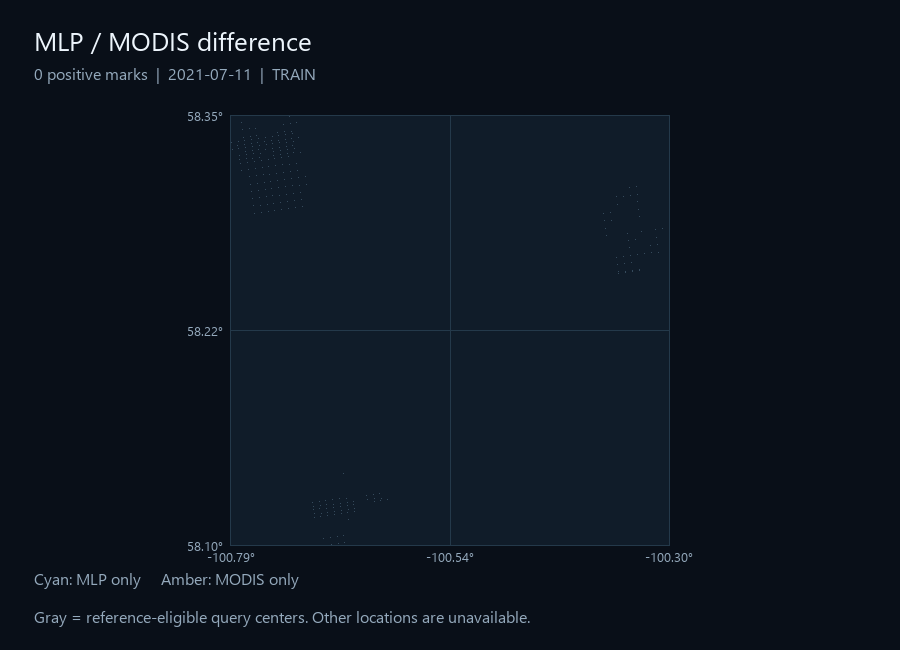 MLP / MODIS difference
0 positive marks | 2021-07-11 | TRAIN
58.35°
58.22°
58.10°
-100.79° -100.54° -100.30°
Cyan: MLP only Amber: MODIS only
Gray = reference-eligible query centers. Other locations are unavailable.